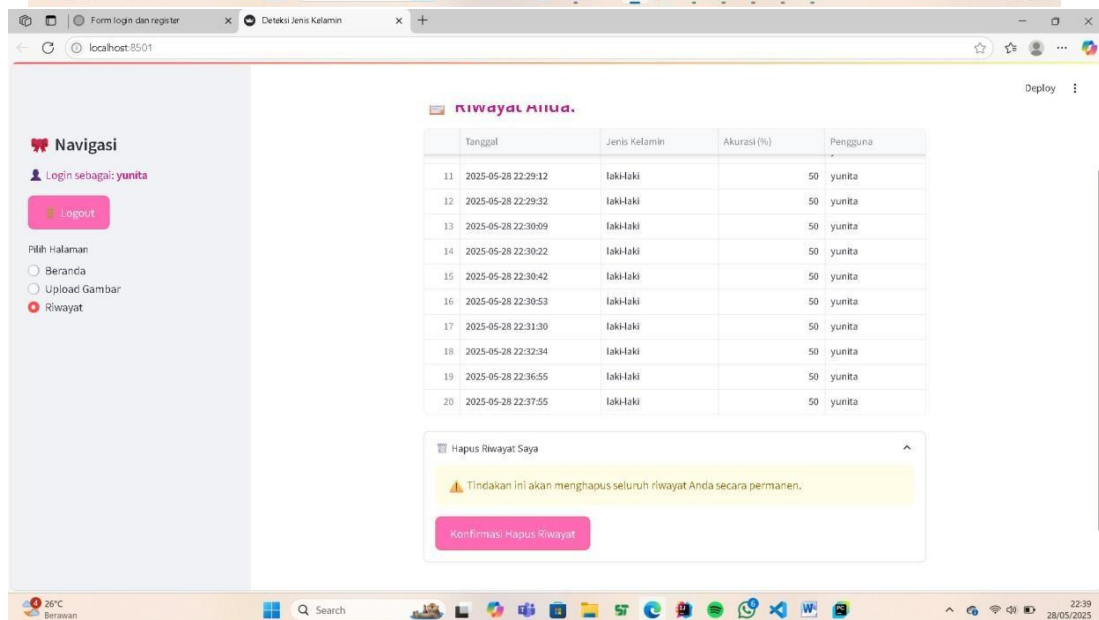 Form login dan register
Deteksi Jenis Kelamin
localhost:8501
Deploy
Riwayat Anda.
Navigasi
Login sebagai: yunita
Logout
Pilih Halaman
Beranda
Upload Gambar
Riwayat
Tanggal Jenis Kelamin Akurasi (%) Pengguna
11 2025-05-28 22:29:12 laki-laki 50 yunita
12 2025-05-28 22:29:32 laki-laki 50 yunita
13 2025-05-28 22:30:09 laki-laki 50 yunita
14 2025-05-28 22:30:22 laki-laki 50 yunita
15 2025-05-28 22:30:42 laki-laki 50 yunita
16 2025-05-28 22:30:53 laki-laki 50 yunita
17 2025-05-28 22:31:30 laki-laki 50 yunita
18 2025-05-28 22:32:34 laki-laki 50 yunita
19 2025-05-28 22:36:55 laki-laki 50 yunita
20 2025-05-28 22:37:55 laki-laki 50 yunita
Hapus Riwayat Saya
Tindakan ini akan menghapus seluruh riwayat Anda secara permanen.
Konfirmasi Hapus Riwayat
26°C
Berawan
Search
22:39
28/05/2025